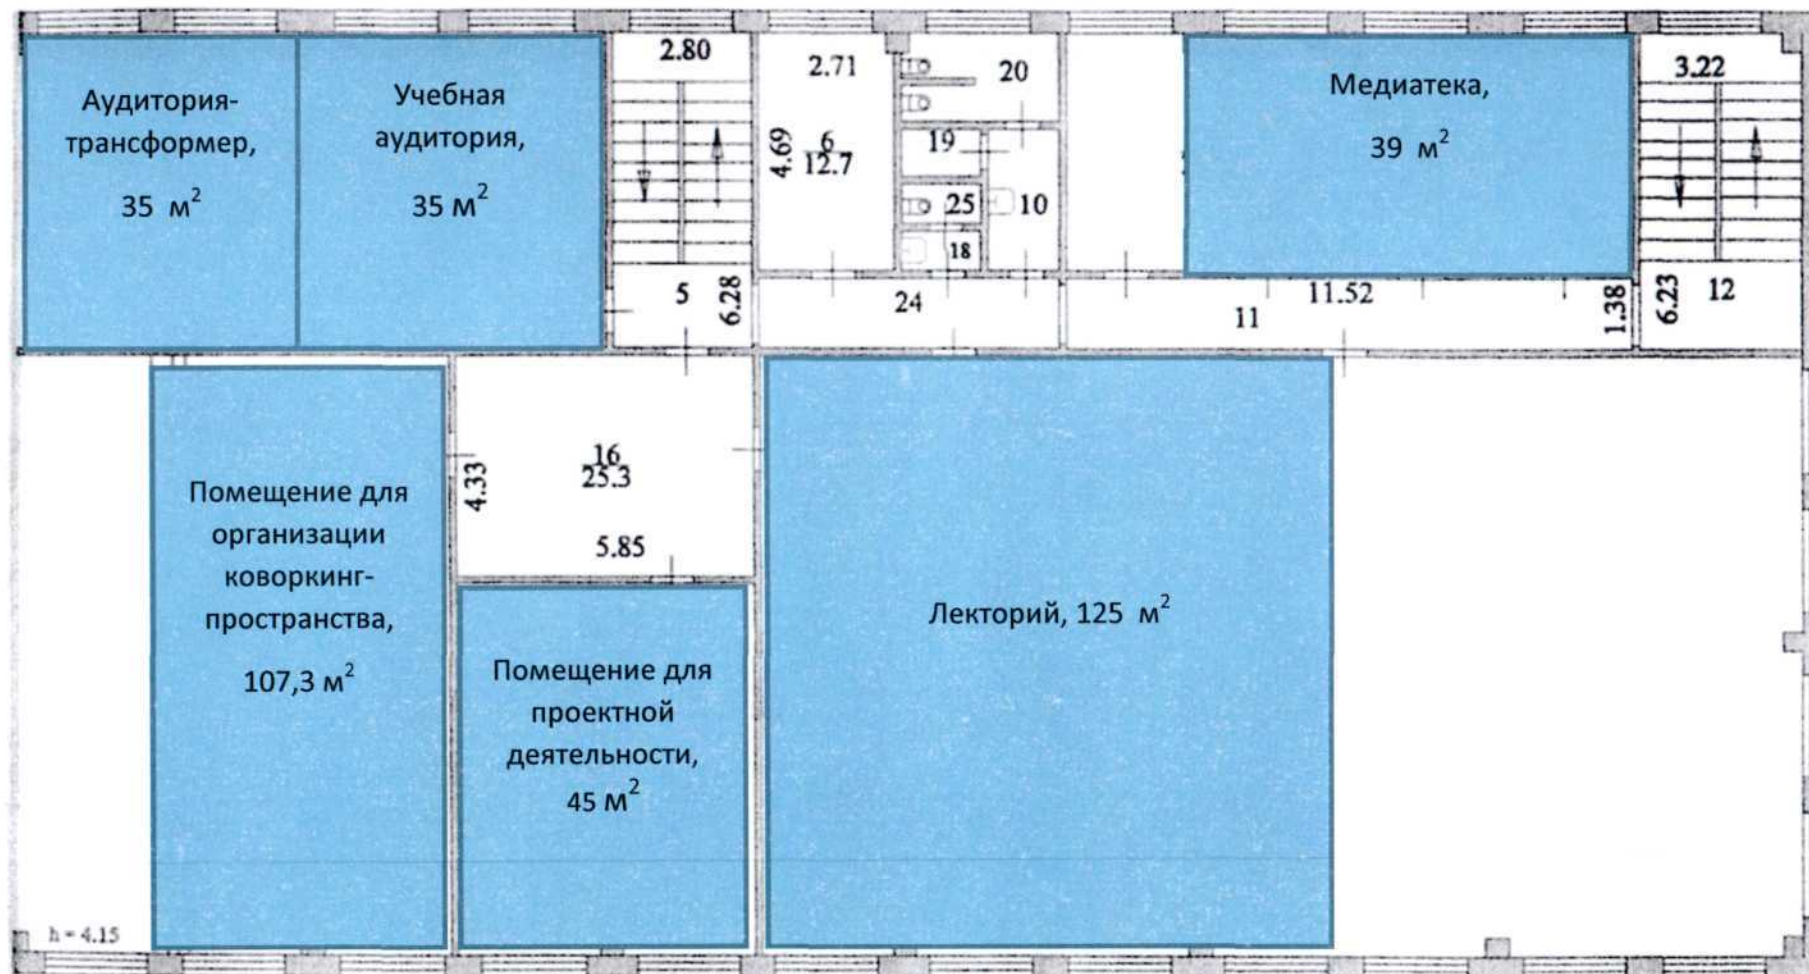 Аудитория-
трансформер,
35 м²
Учебная
аудитория,
35 м²
2.80
5
6.28
2.71
4.69
6
12.7
20
19
25
10
18
24
Медиатека,
39 м²
11.52
11
1.38
3.22
6.23
12
Помещение для
организации
коворкинг-
пространства,
107,3 м²
16
25.3
4.33
5.85
Помещение для
проектной
деятельности,
45 м²
Лекторий, 125 м²
h = 4.15